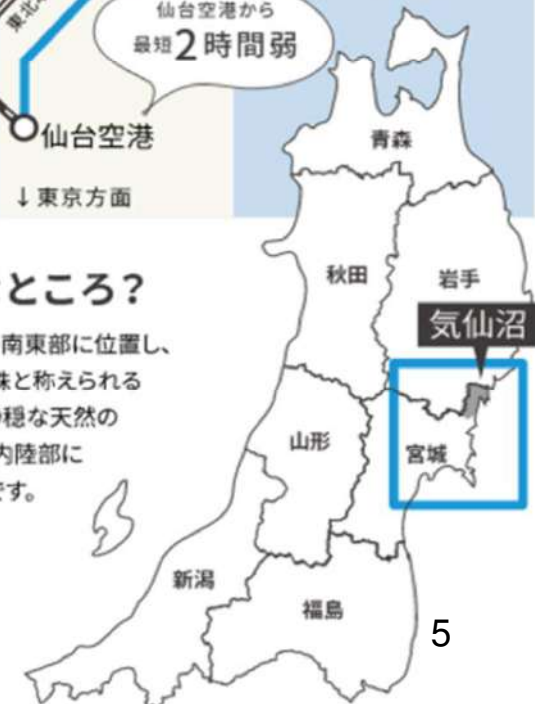 仙台空港から
最短2時間弱
仙台空港
↓東京方面
ところ?
南東部に位置し、
と称えられる
穏な天然の
内陸部に
です。
青森
秋田
岩手
気仙沼
山形
宮城
新潟
福島
5